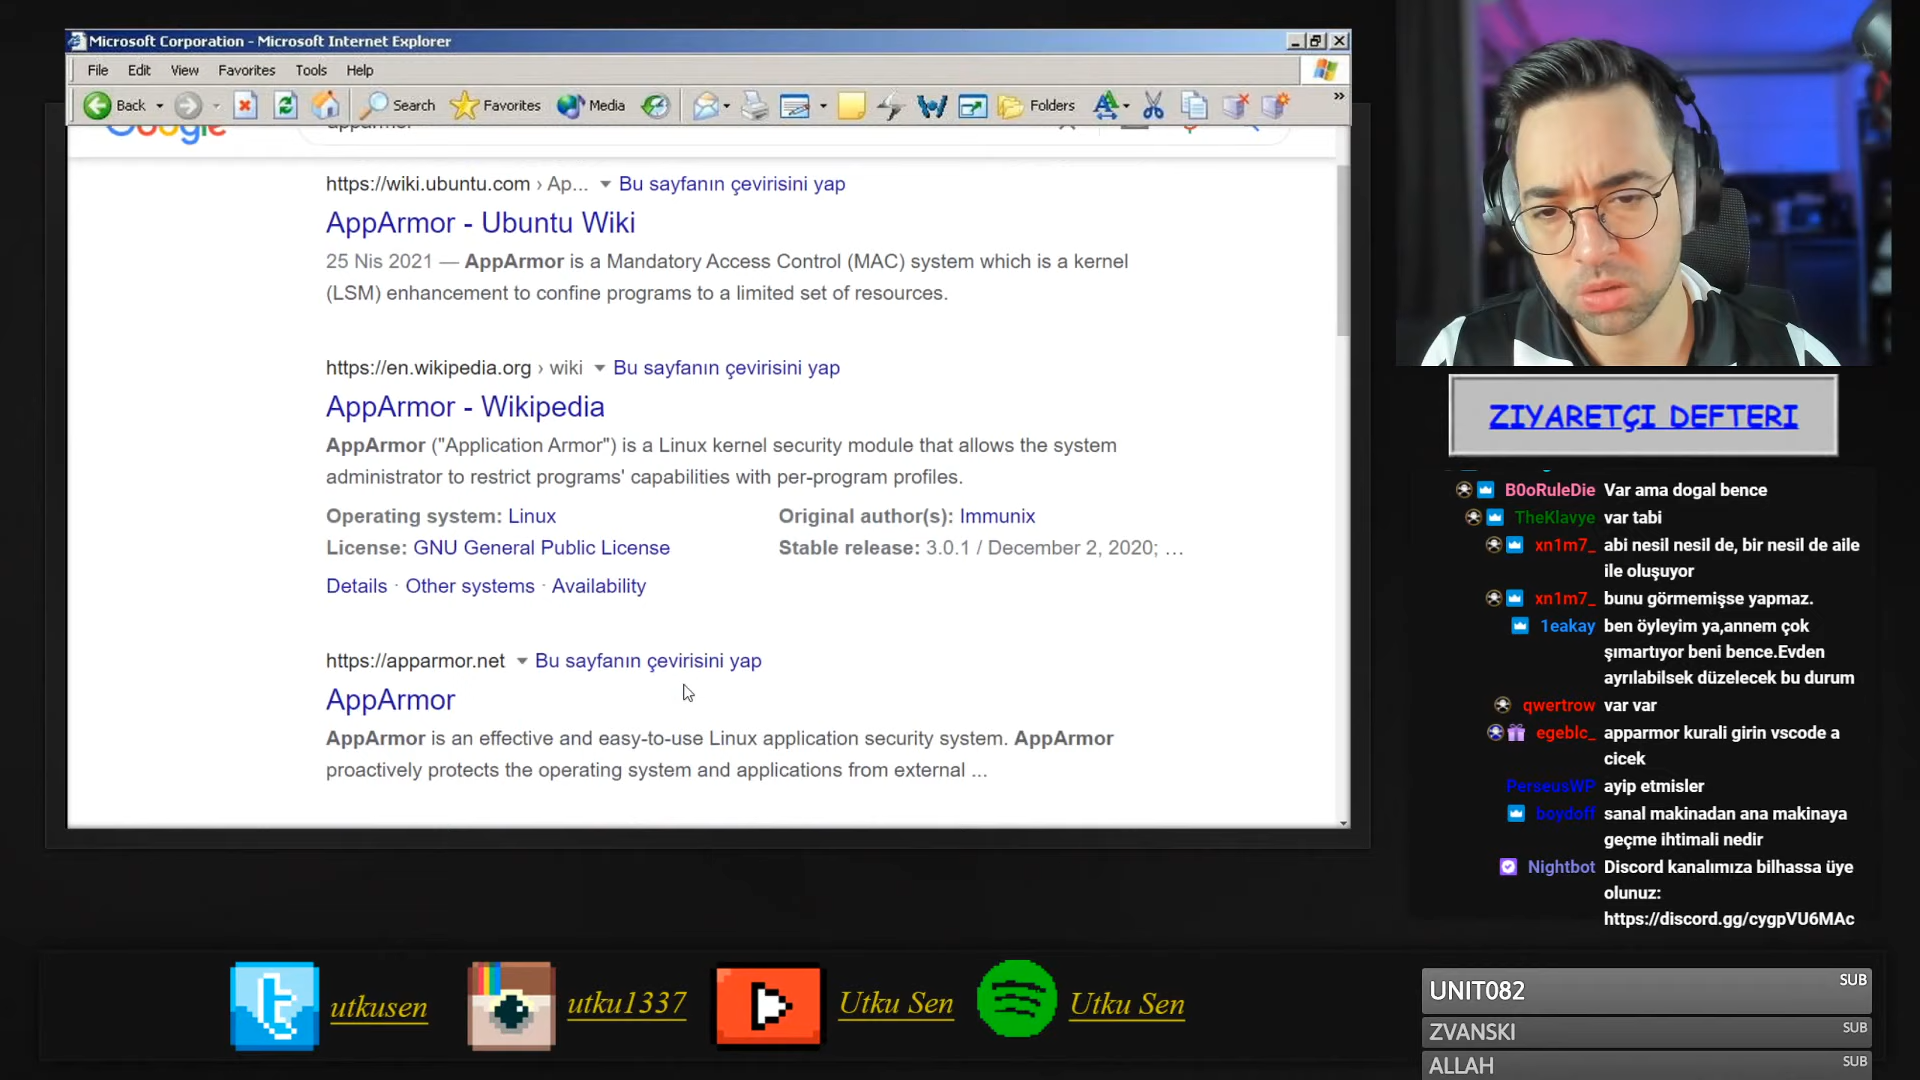 Microsoft Corporation - Microsoft Internet Explorer
File Edit View Favorites Tools Help
Back Search Favorites Media Folders
Google apparmor
https://wiki.ubuntu.com › Ap... Bu sayfanın çevirisini yap
AppArmor - Ubuntu Wiki
25 Nis 2021 — AppArmor is a Mandatory Access Control (MAC) system which is a kernel
(LSM) enhancement to confine programs to a limited set of resources.
https://en.wikipedia.org › wiki Bu sayfanın çevirisini yap
AppArmor - Wikipedia
AppArmor ("Application Armor") is a Linux kernel security module that allows the system
administrator to restrict programs' capabilities with per-program profiles.
Operating system: Linux Original author(s): Immunix
License: GNU General Public License Stable release: 3.0.1 / December 2, 2020; ...
Details · Other systems · Availability
https://apparmor.net Bu sayfanın çevirisini yap
AppArmor
AppArmor is an effective and easy-to-use Linux application security system. AppArmor
proactively protects the operating system and applications from external ...
ZIYARETÇI DEFTERI
B0oRuleDie Var ama dogal bence
TheKlavye var tabi
xn1m7_ abi nesil nesil de, bir nesil de aile
ile oluşuyor
xn1m7_ bunu görmemişse yapmaz.
1eakay ben öyleyim ya,annem çok
şımartıyor beni bence.Evden
ayrılabilsek düzelecek bu durum
qwertrow var var
egeblc_ apparmor kurali girin vscode a
cicek
PerseusWP ayip etmisler
boydoff sanal makinadan ana makinaya
geçme ihtimali nedir
Nightbot Discord kanalımıza bilhassa üye
olunuz:
https://discord.gg/cygpVU6MAc
utkusen utku1337 Utku Sen Utku Sen
UNIT082 SUB
ZVANSKI SUB
ALLAH SUB